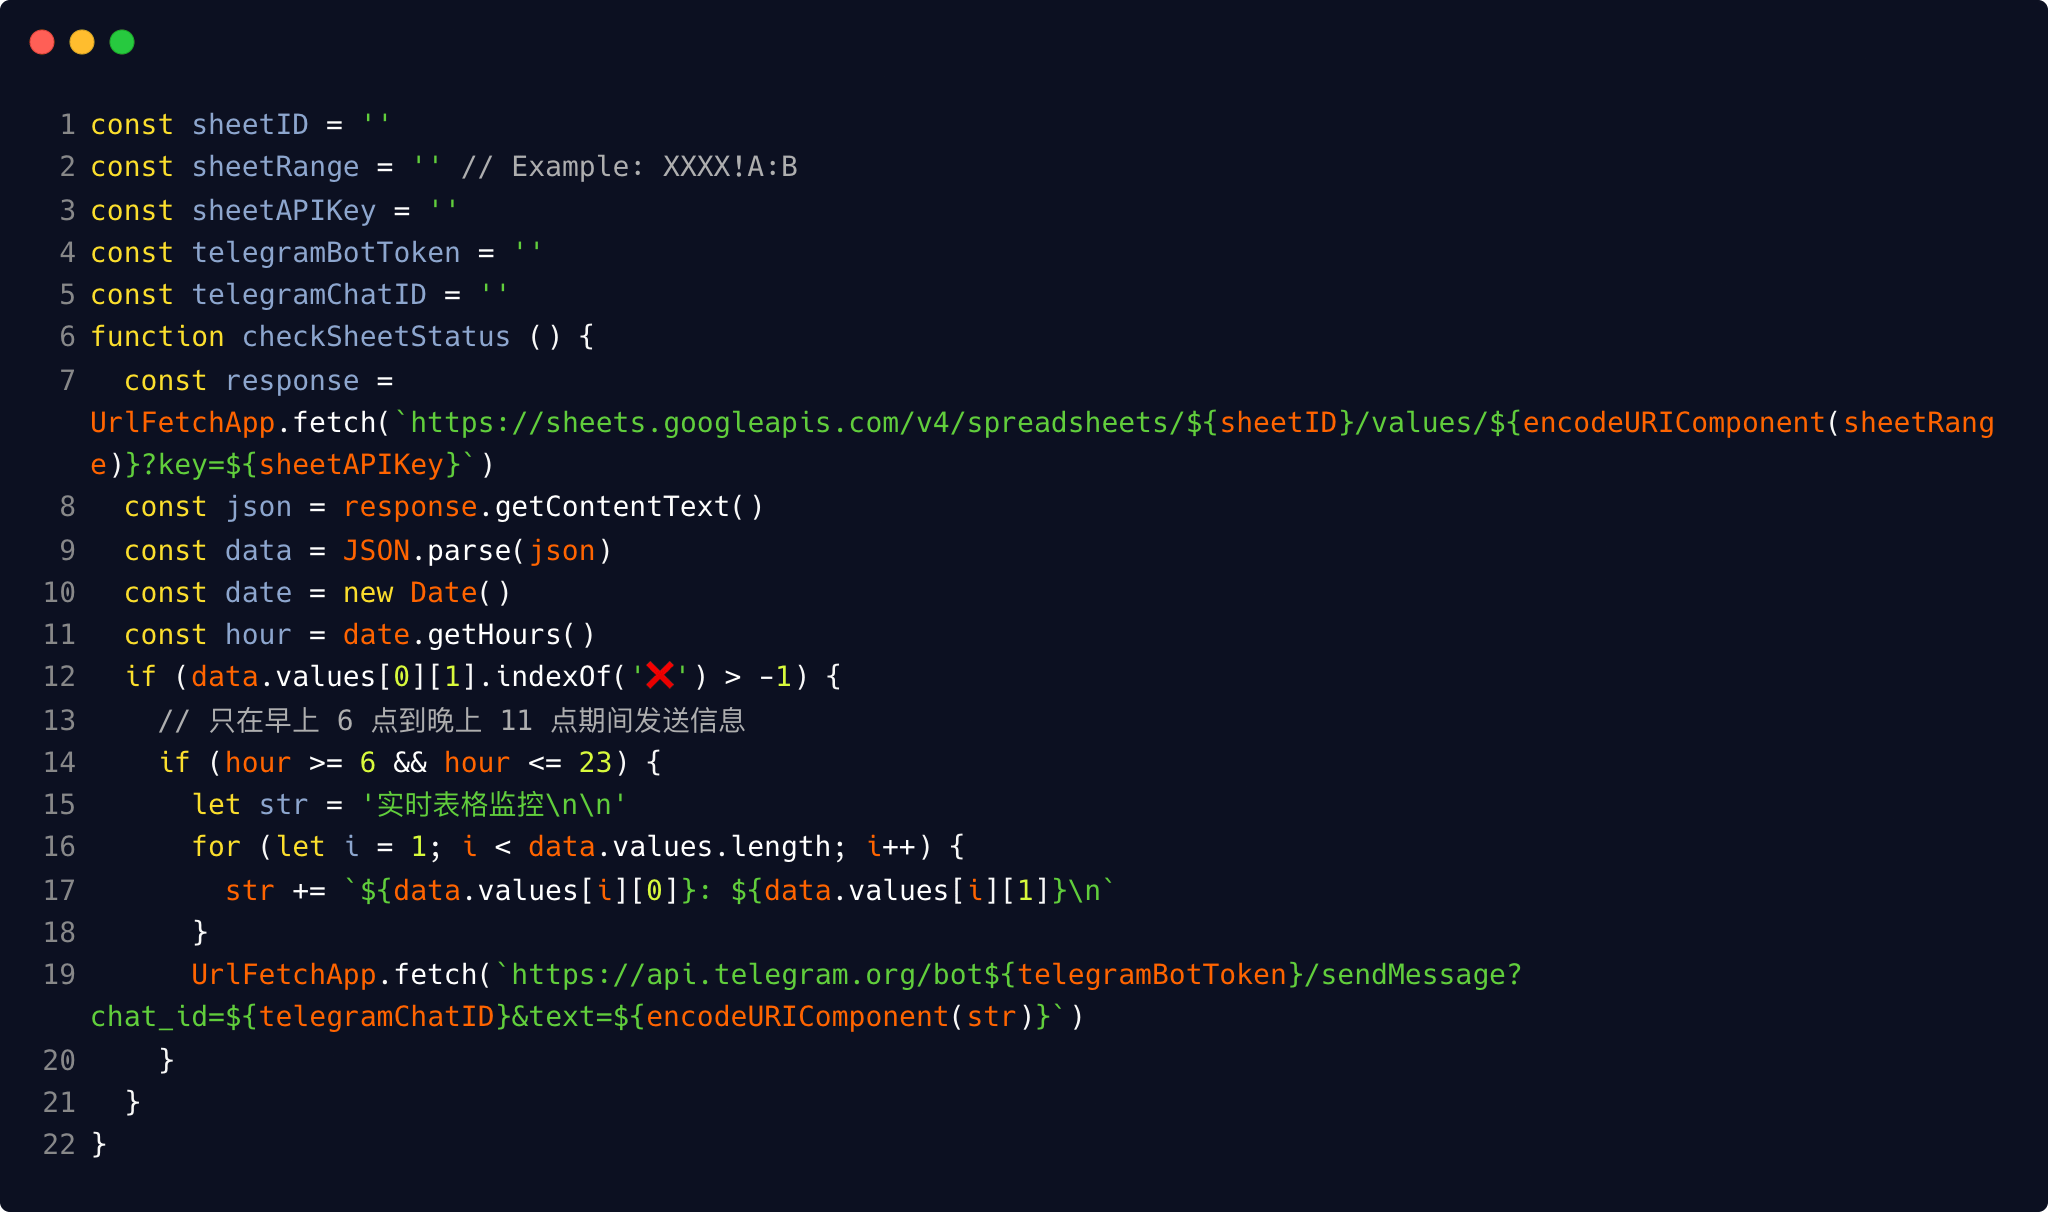 1 const sheetID = ''
2 const sheetRange = '' // Example: XXXX!A:B
3 const sheetAPIKey = ''
4 const telegramBotToken = ''
5 const telegramChatID = ''
6 function checkSheetStatus () {
7   const response =
UrlFetchApp.fetch(`https://sheets.googleapis.com/v4/spreadsheets/${sheetID}/values/${encodeURIComponent(sheetRang
e)}?key=${sheetAPIKey}`)
8   const json = response.getContentText()
9   const data = JSON.parse(json)
10   const date = new Date()
11   const hour = date.getHours()
12   if (data.values[0][1].indexOf('❌') > -1) {
13     // 只在早上 6 点到晚上 11 点期间发送信息
14     if (hour >= 6 && hour <= 23) {
15       let str = '实时表格监控\n\n'
16       for (let i = 1; i < data.values.length; i++) {
17         str += `${data.values[i][0]}: ${data.values[i][1]}\n`
18       }
19       UrlFetchApp.fetch(`https://api.telegram.org/bot${telegramBotToken}/sendMessage?
chat_id=${telegramChatID}&text=${encodeURIComponent(str)}`)
20     }
21   }
22 }